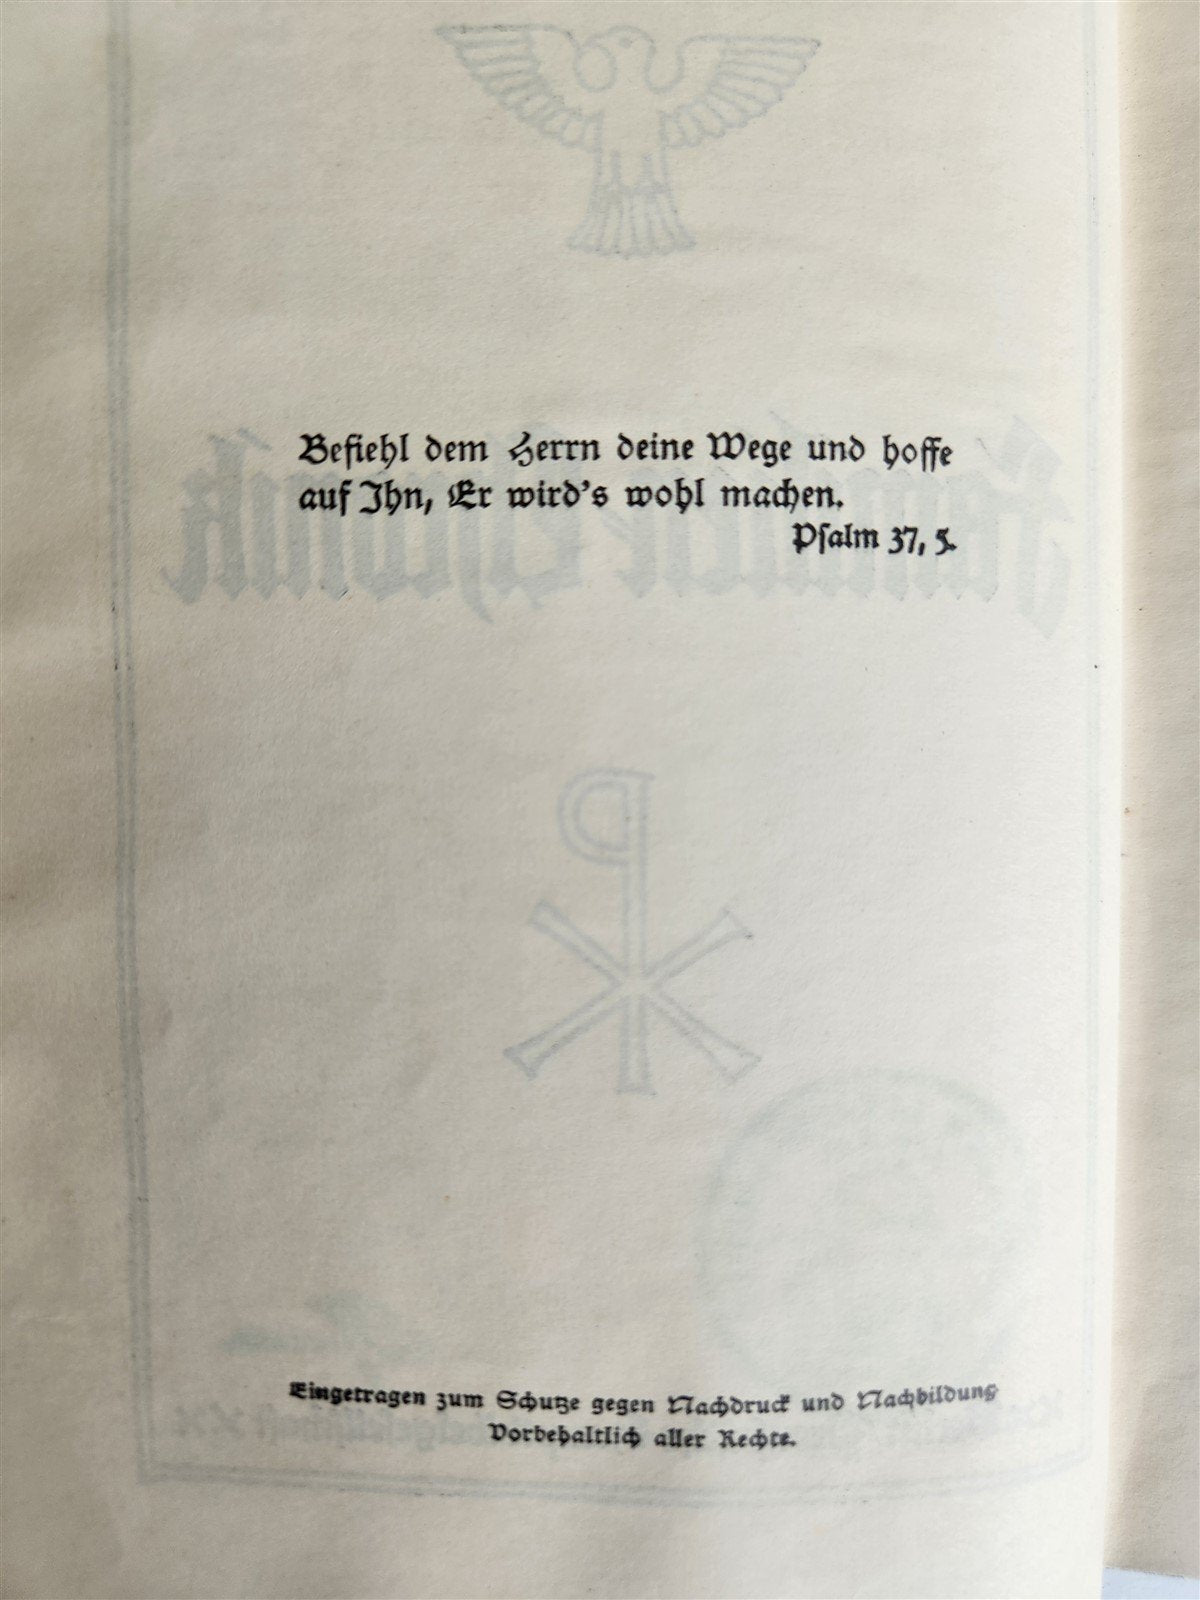 Befiehl dem Herrn deine Wege und hoffe
auf Ihn, Er wird's wohl machen.
Psalm 37, 5.
Eingetragen zum Schutze gegen Nachdruck und Nachbildung
Vorbehaltlich aller Rechte.